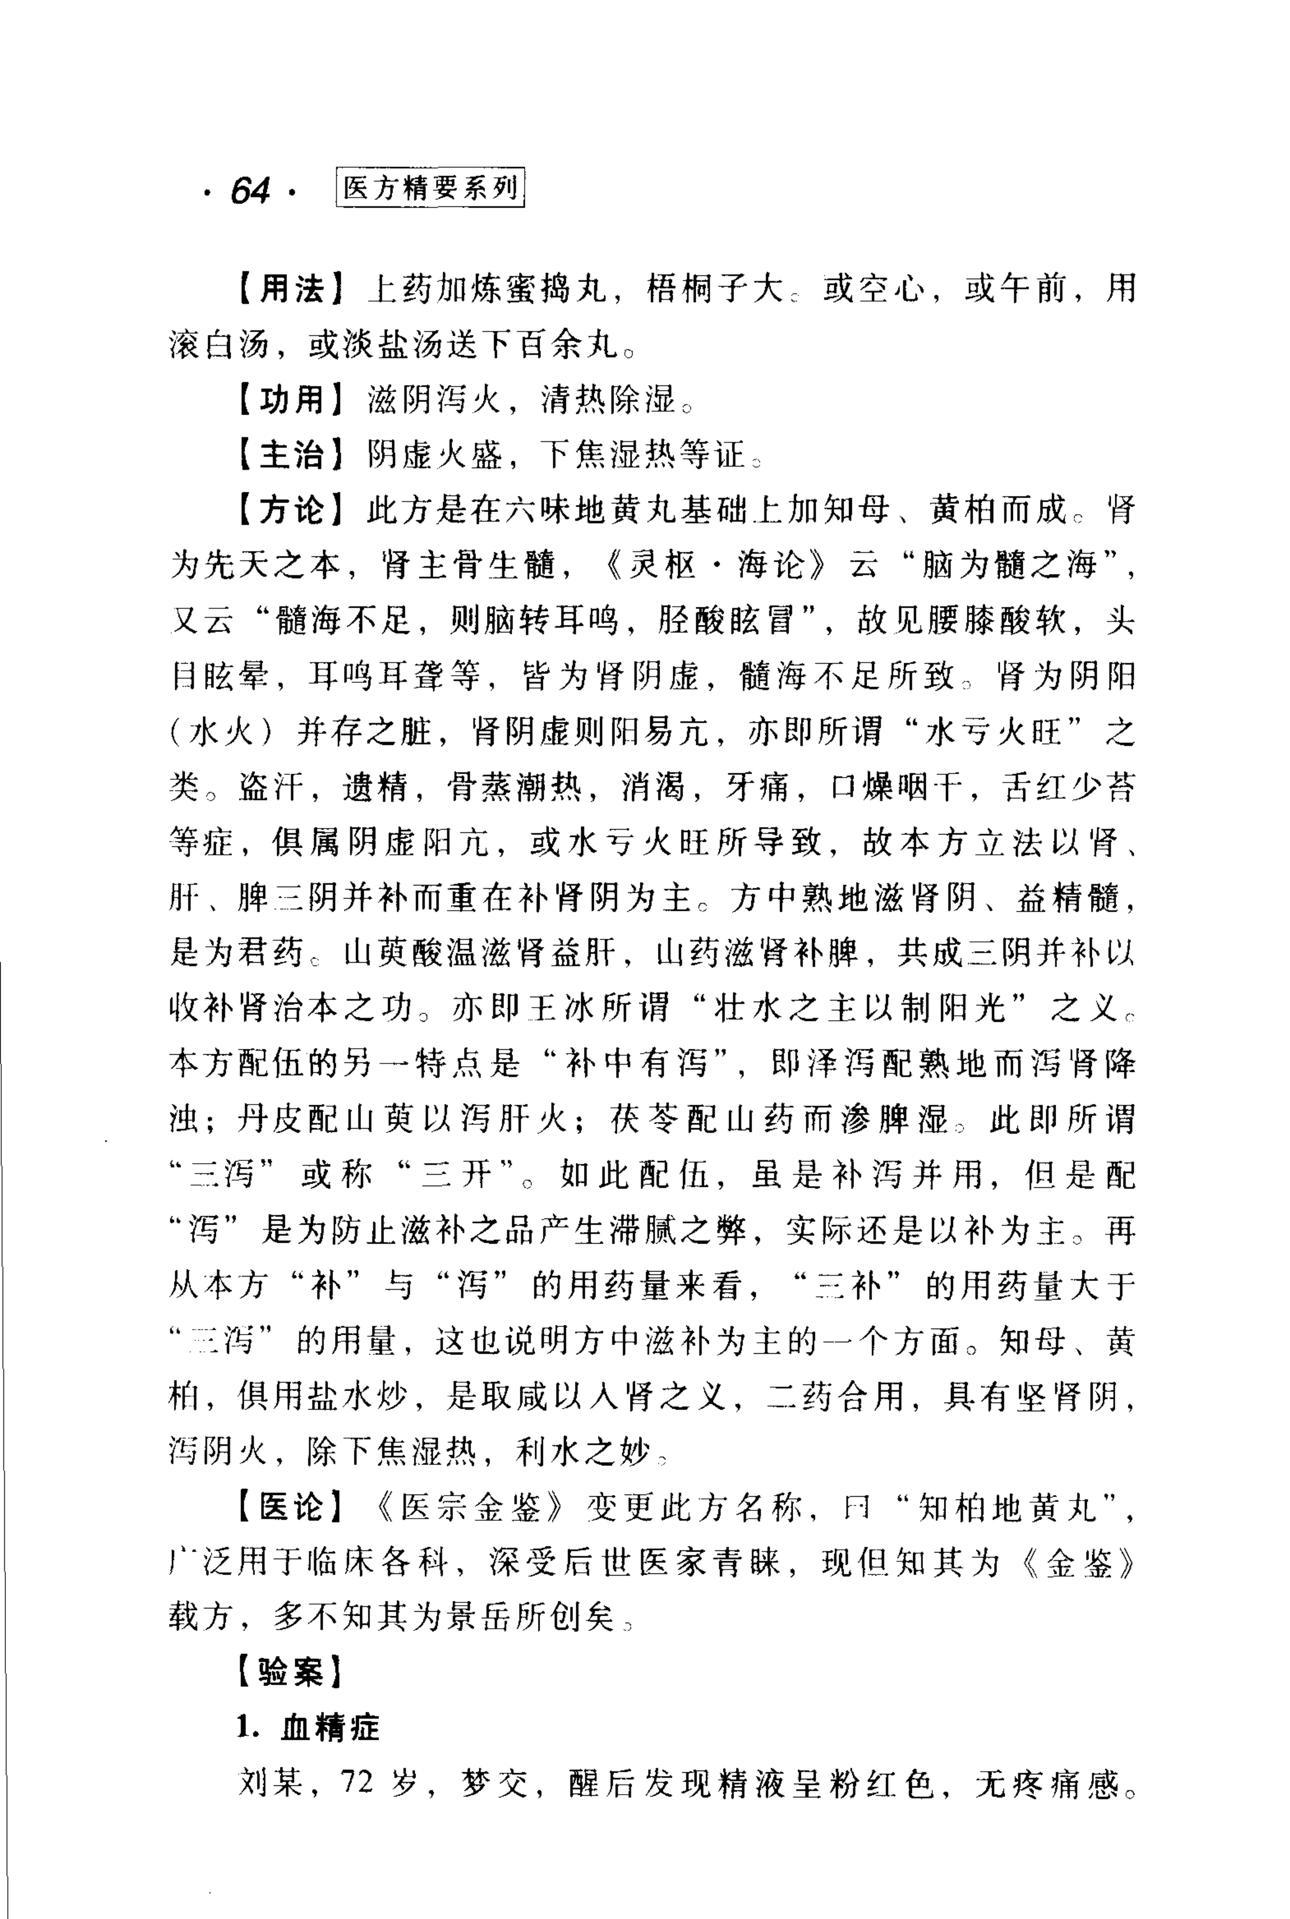 ·64· 医方精要系列
【用法】上药加炼蜜捣丸，梧桐子大。或空心，或午前，用
滚白汤，或淡盐汤送下百余丸。
【功用】滋阴泻火，清热除湿。
【主治】阴虚火盛，下焦湿热等证。
【方论】此方是在六味地黄丸基础上加知母、黄柏而成。肾
为先天之本，肾主骨生髓，《灵枢·海论》云“脑为髓之海”，
又云“髓海不足，则脑转耳鸣，胫酸眩冒”，故见腰膝酸软，头
目眩晕，耳鸣耳聋等，皆为肾阴虚，髓海不足所致。肾为阴阳
（水火）并存之脏，肾阴虚则阳易亢，亦即所谓“水亏火旺”之
类。盗汗，遗精，骨蒸潮热，消渴，牙痛，口燥咽干，舌红少苔
等症，俱属阴虚阳亢，或水亏火旺所导致，故本方立法以肾、
肝、脾三阴并补而重在补肾阴为主。方中熟地滋肾阴、益精髓，
是为君药。山萸酸温滋肾益肝，山药滋肾补脾，共成三阴并补以
收补肾治本之功。亦即王冰所谓“壮水之主以制阳光”之义。
本方配伍的另一特点是“补中有泻”，即泽泻配熟地而泻肾降
浊；丹皮配山萸以泻肝火；茯苓配山药而渗脾湿。此即所谓
“三泻”或称“三开”。如此配伍，虽是补泻并用，但是配
“泻”是为防止滋补之品产生滞腻之弊，实际还是以补为主。再
从本方“补”与“泻”的用药量来看，“三补”的用药量大于
“三泻”的用量，这也说明方中滋补为主的一个方面。知母、黄
柏，俱用盐水炒，是取咸以入肾之义，二药合用，具有坚肾阴，
泻阴火，除下焦湿热，利水之妙。
【医论】《医宗金鉴》变更此方名称，曰“知柏地黄丸”，
广泛用于临床各科，深受后世医家青睐，现但知其为《金鉴》
载方，多不知其为景岳所创矣。
【验案】
1. 血精症
刘某，72岁，梦交，醒后发现精液呈粉红色，无疼痛感。